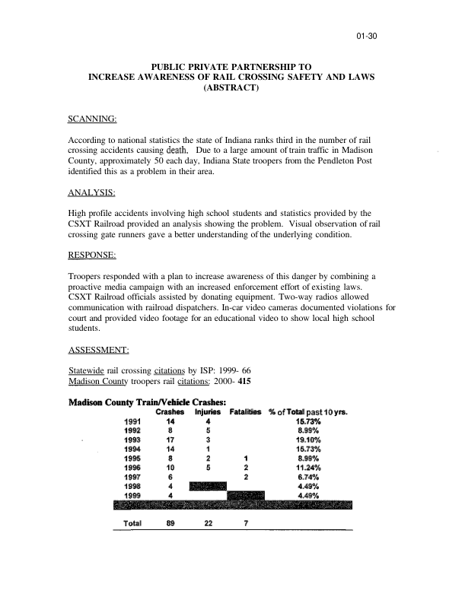 01-30
PUBLIC PRIVATE PARTNERSHIP TO
INCREASE AWARENESS OF RAIL CROSSING SAFETY AND LAWS
(ABSTRACT)
SCANNING:
According to national statistics the state of Indiana ranks third in the number of rail
crossing accidents causing death. Due to a large amount of train traffic in Madison
County, approximately 50 each day, Indiana State troopers from the Pendleton Post
identified this as a problem in their area.
ANALYSIS:
High profile accidents involving high school students and statistics provided by the
CSXT Railroad provided an analysis showing the problem. Visual observation of rail
crossing gate runners gave a better understanding of the underlying condition.
RESPONSE:
Troopers responded with a plan to increase awareness of this danger by combining a
proactive media campaign with an increased enforcement effort of existing laws.
CSXT Railroad officials assisted by donating equipment. Two-way radios allowed
communication with railroad dispatchers. In-car video cameras documented violations for
court and provided video footage for an educational video to show local high school
students.
ASSESSMENT:
Statewide rail crossing citations by ISP: 1999- 66
Madison County troopers rail citations: 2000- 415
Madison County Train/Vehicle Crashes:
Crashes Injuries Fatalities % of Total past 10 yrs.
1991 14 4 15.73%
1992 8 5 8.99%
1993 17 3 19.10%
1994 14 1 15.73%
1995 8 2 1 8.99%
1996 10 5 2 11.24%
1997 6 2 6.74%
1998 4 4.49%
1999 4 4.49%
Total 89 22 7